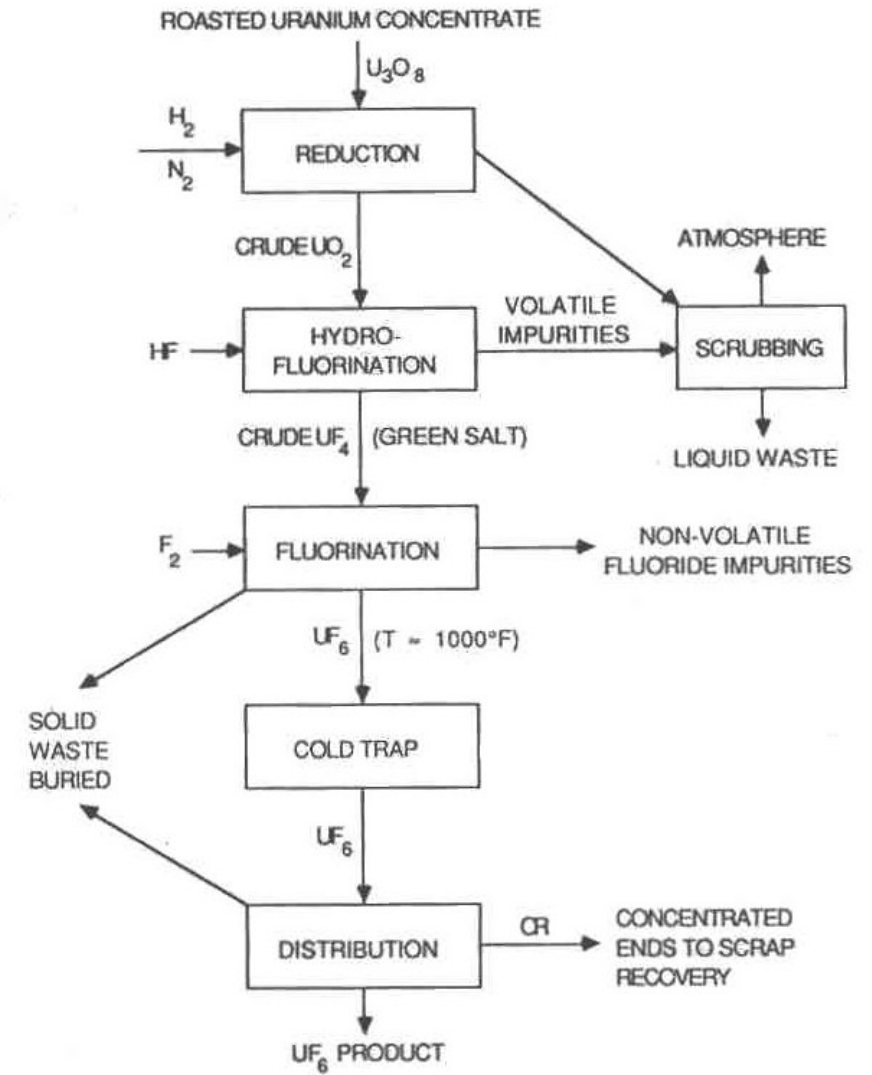 ROASTED URANIUM CONCENTRATE
U3O8
H2
N2
REDUCTION
CRUDE UO2
ATMOSPHERE
VOLATILE
IMPURITIES
HF
HYDRO-
FLUORINATION
SCRUBBING
CRUDE UF4 (GREEN SALT)
LIQUID WASTE
F2
FLUORINATION
NON-VOLATILE
FLUORIDE IMPURITIES
UF6 (T ≈ 1000°F)
SOLID
WASTE
BURIED
COLD TRAP
UF6
DISTRIBUTION
OR
CONCENTRATED
ENDS TO SCRAP
RECOVERY
UF6 PRODUCT